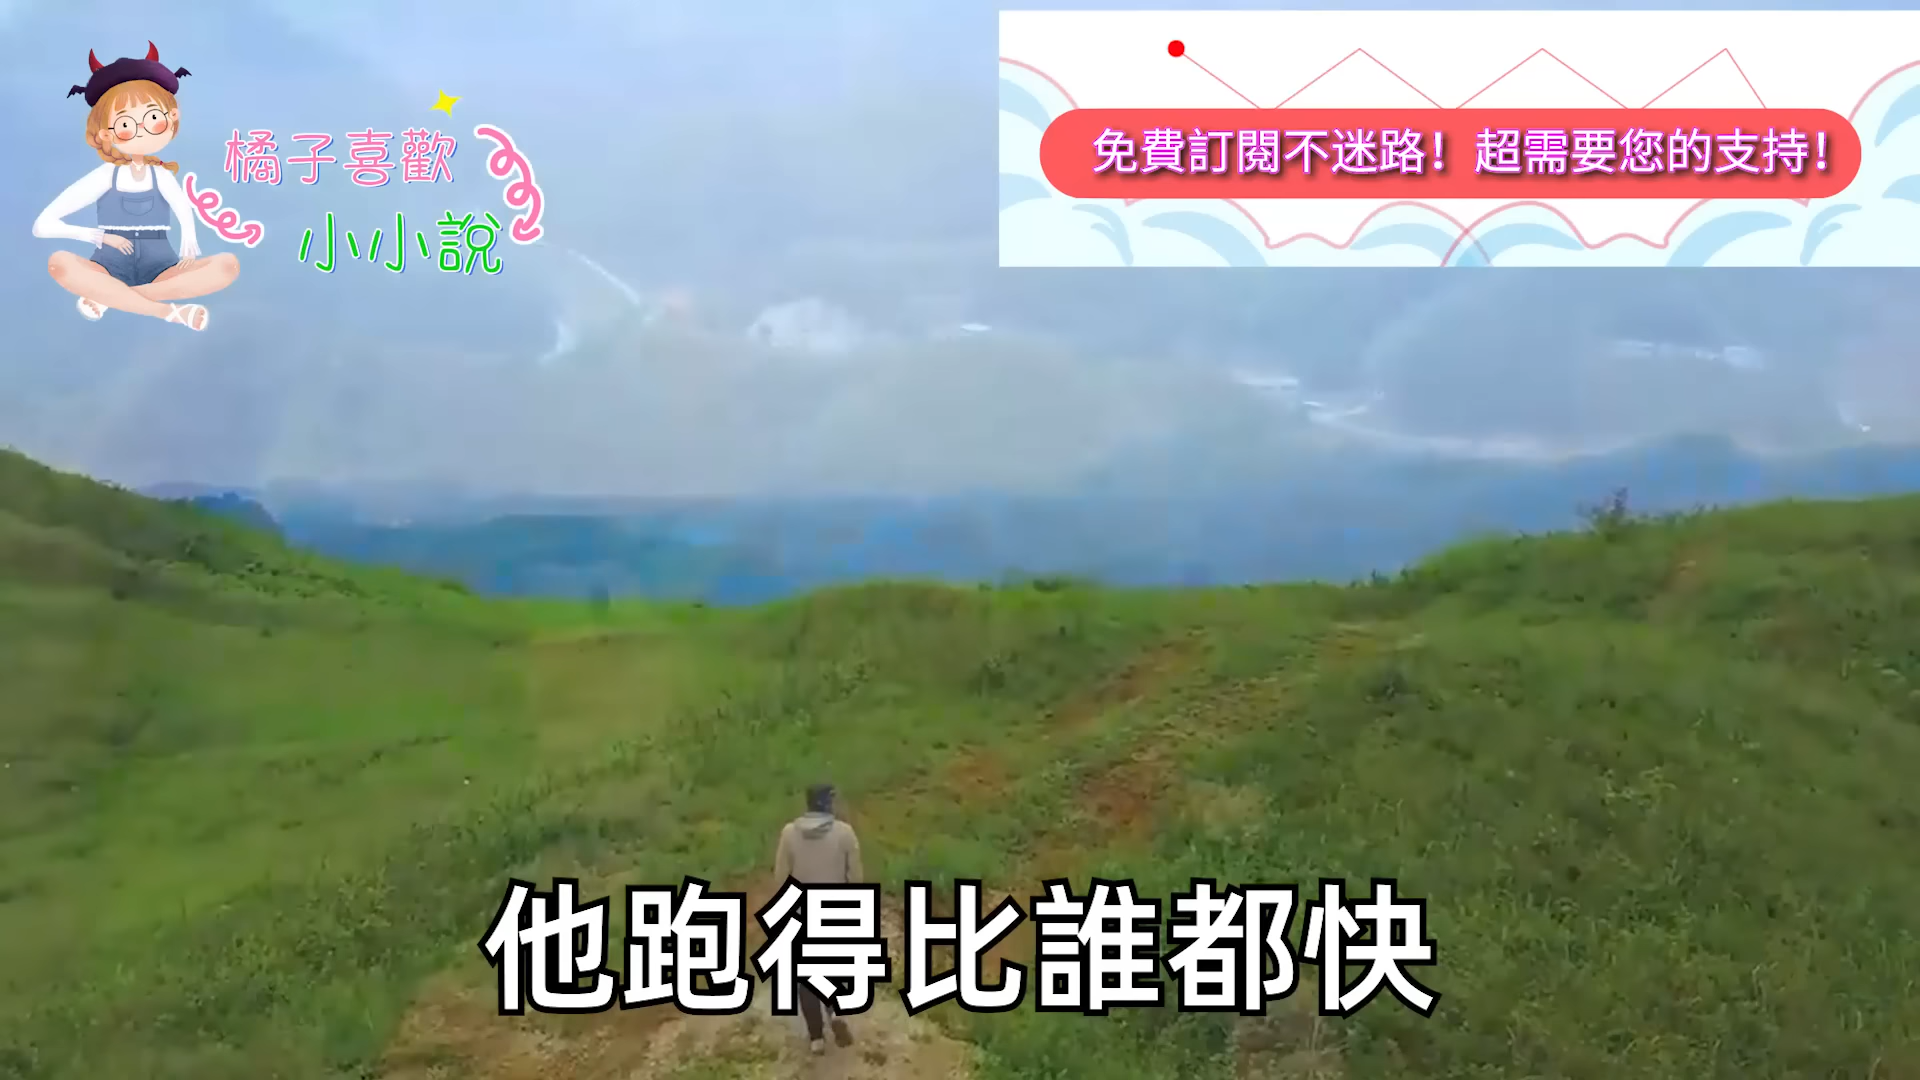 橘子喜歡
小小說
免費訂閱不迷路！超需要您的支持！
他跑得比誰都快